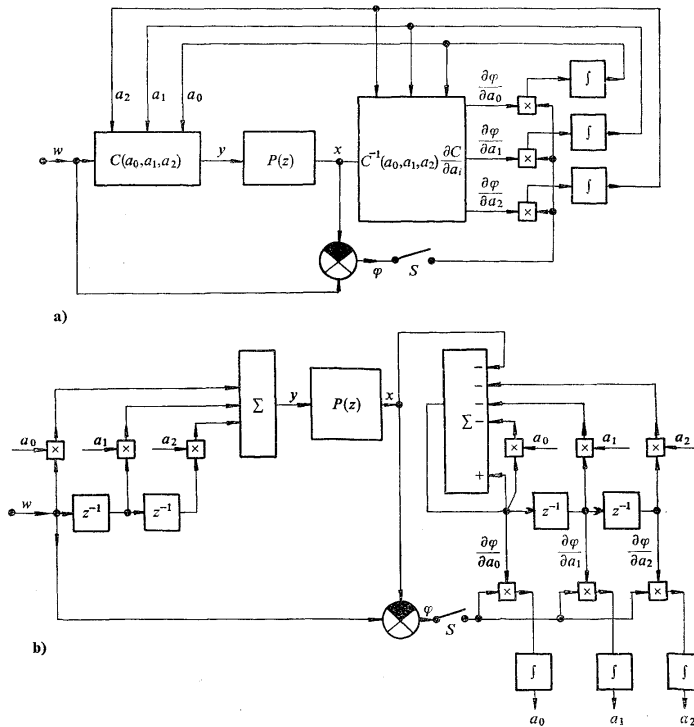 a₂ a₁ a₀
w
C(a₀,a₁,a₂)
y
P(z)
x
C⁻¹(a₀,a₁,a₂) ∂C/∂aᵢ
∂φ/∂a₀ × ∫
∂φ/∂a₁ × ∫
∂φ/∂a₂ × ∫
φ S
a)
Σ y P(z) x
− − − Σ − +
a₀ × a₁ × a₂ ×
× a₀ × a₁ × a₂
w z⁻¹ z⁻¹
z⁻¹ z⁻¹
∂φ/∂a₀ ∂φ/∂a₁ ∂φ/∂a₂
× × ×
φ S
b)
∫ ∫ ∫
a₀ a₁ a₂